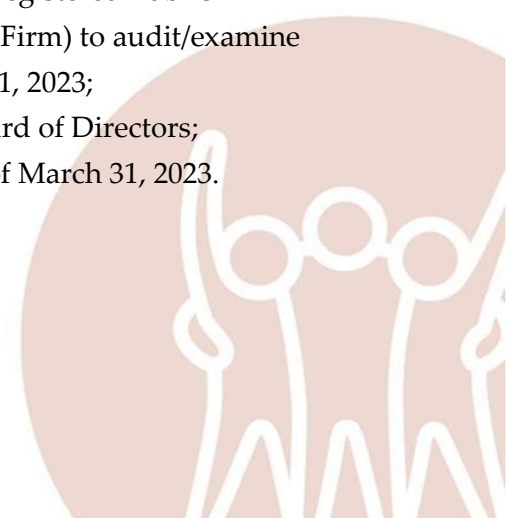 Firm) to audit/examine
1, 2023;
rd of Directors;
f March 31, 2023.